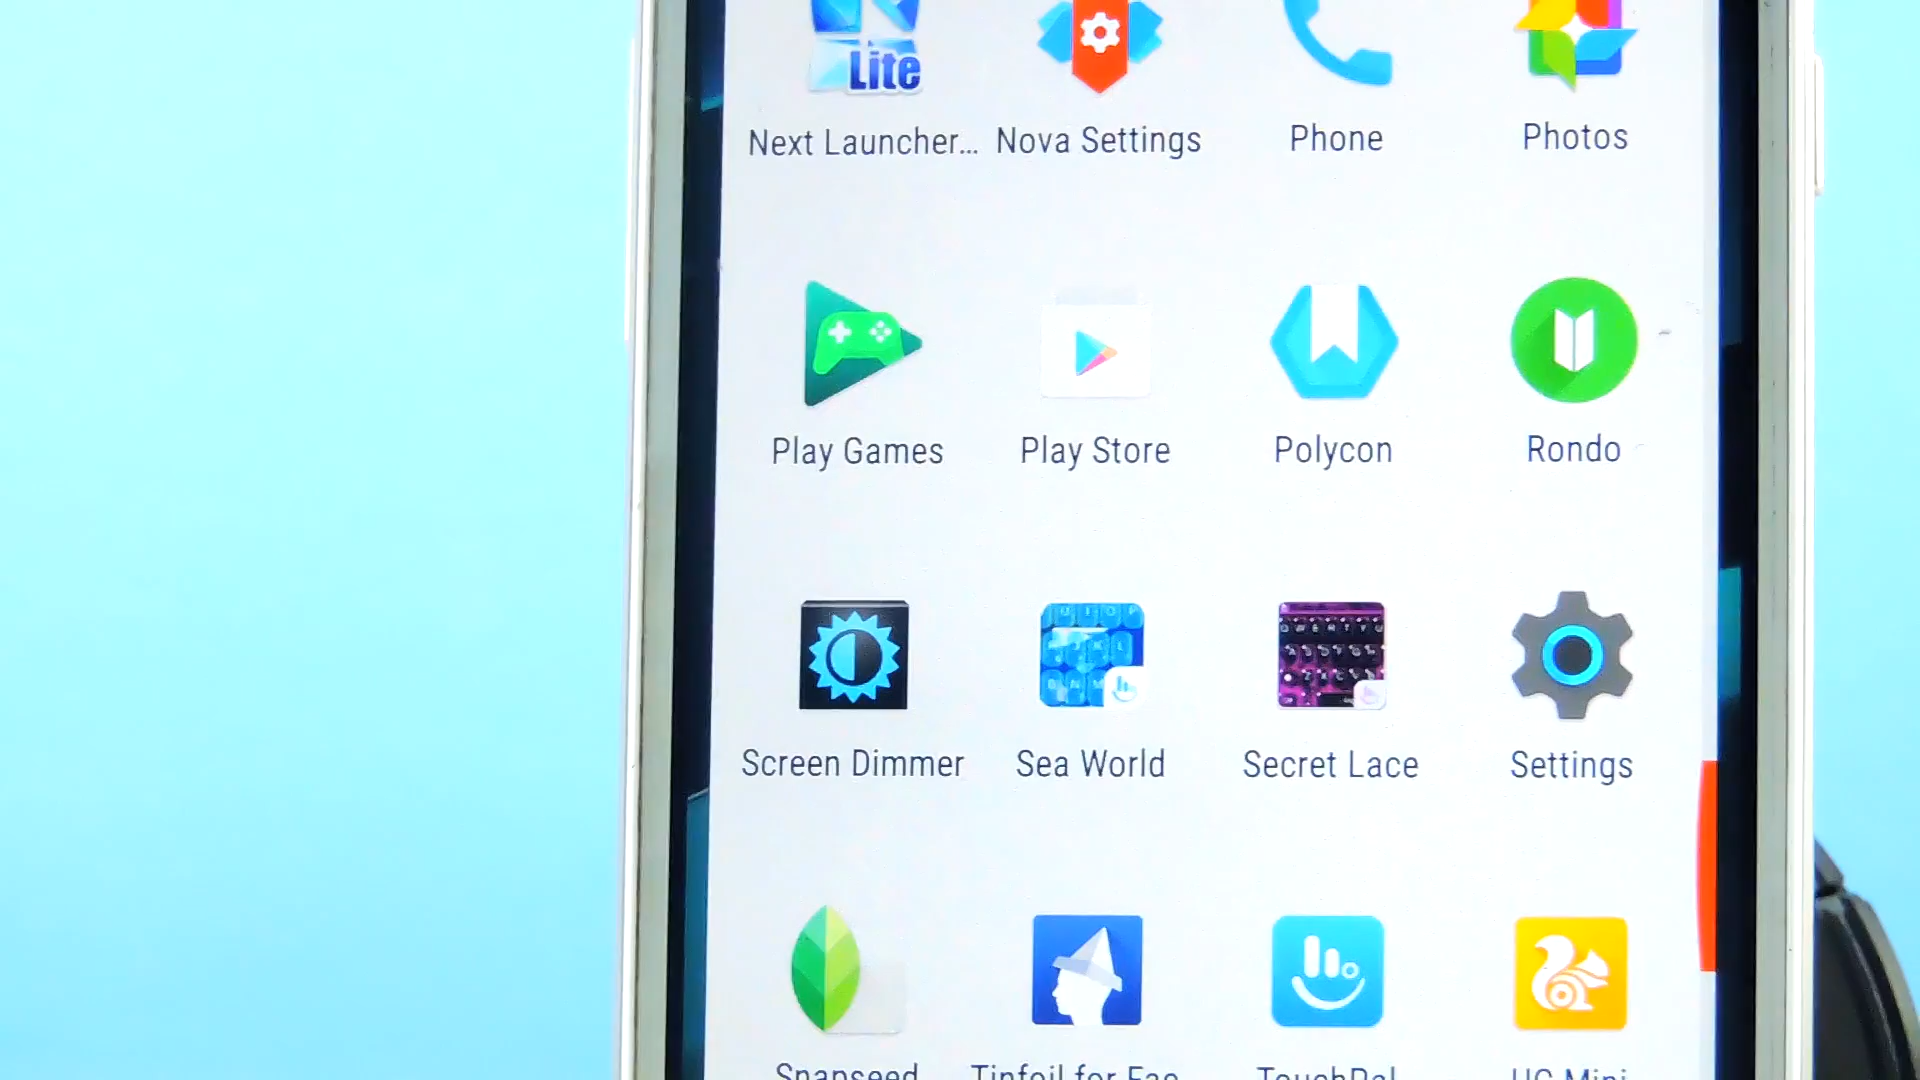 Lite
Next Launcher... Nova Settings Phone Photos
Play Games Play Store Polycon Rondo
Screen Dimmer Sea World Secret Lace Settings
Snapseed Tinfoil for Fac TouchPal UC Mini